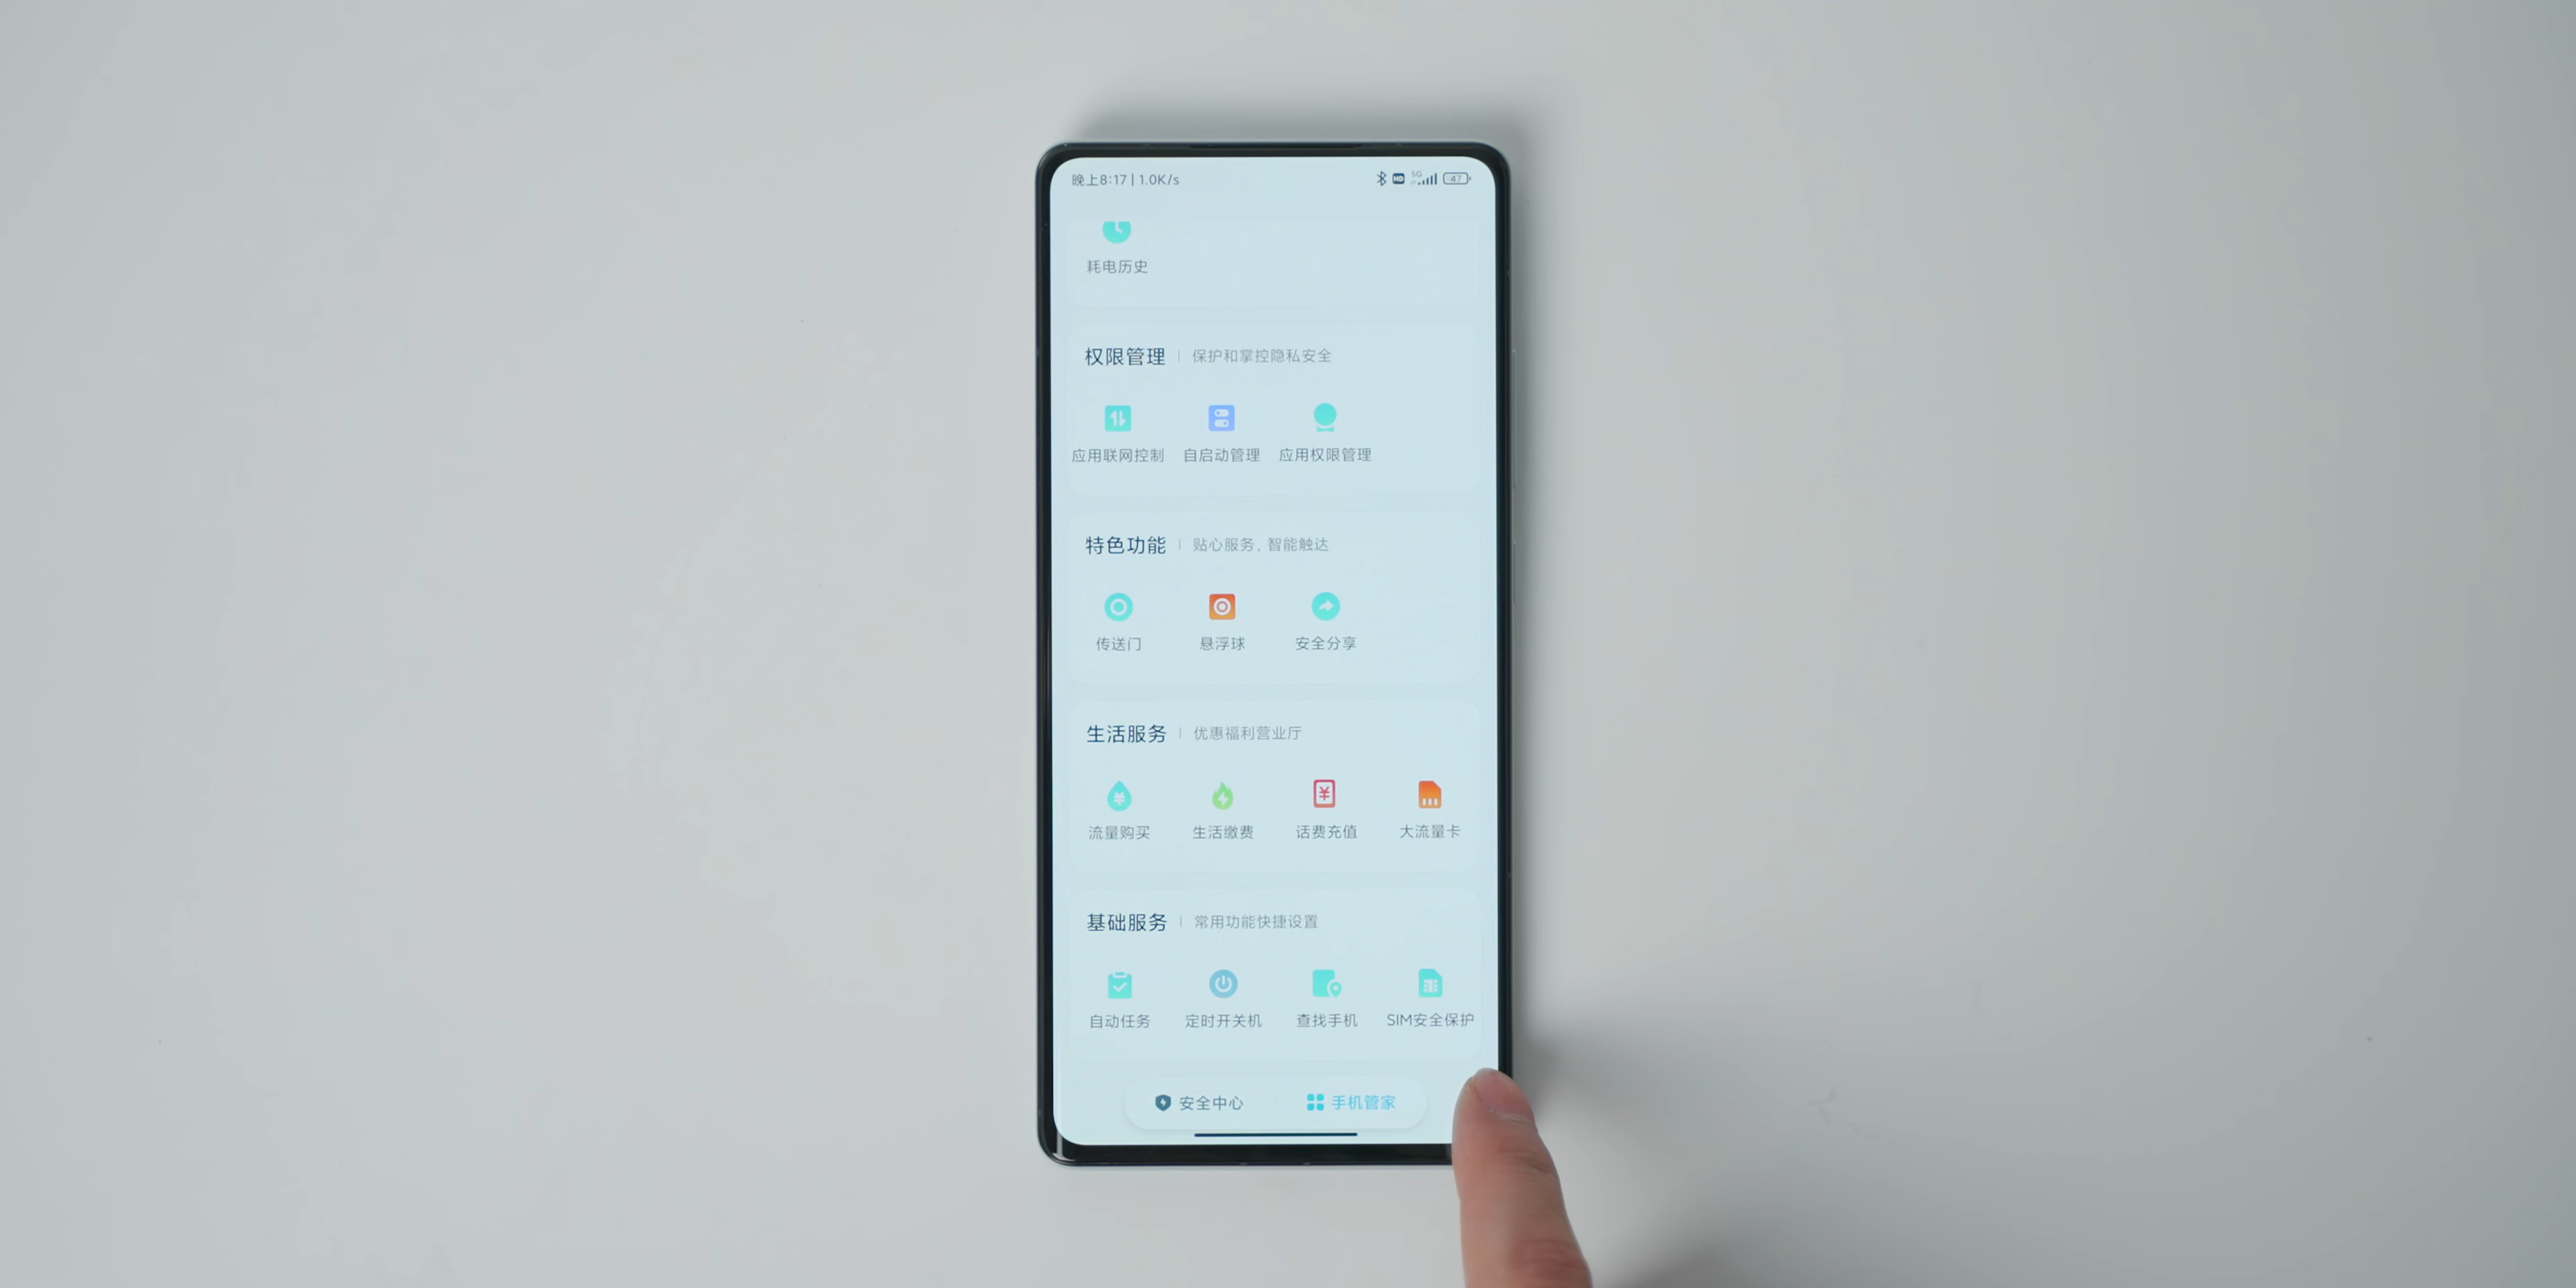 晚上8:17 | 1.0K/s HD 5G 47
耗电历史
权限管理 | 保护和掌控隐私安全
应用联网控制 自启动管理 应用权限管理
特色功能 | 贴心服务,智能触达
传送门 悬浮球 安全分享
生活服务 | 优惠福利营业厅
流量购买 生活缴费 话费充值 大流量卡
基础服务 | 常用功能快捷设置
自动任务 定时开关机 查找手机 SIM安全保护
安全中心 手机管家